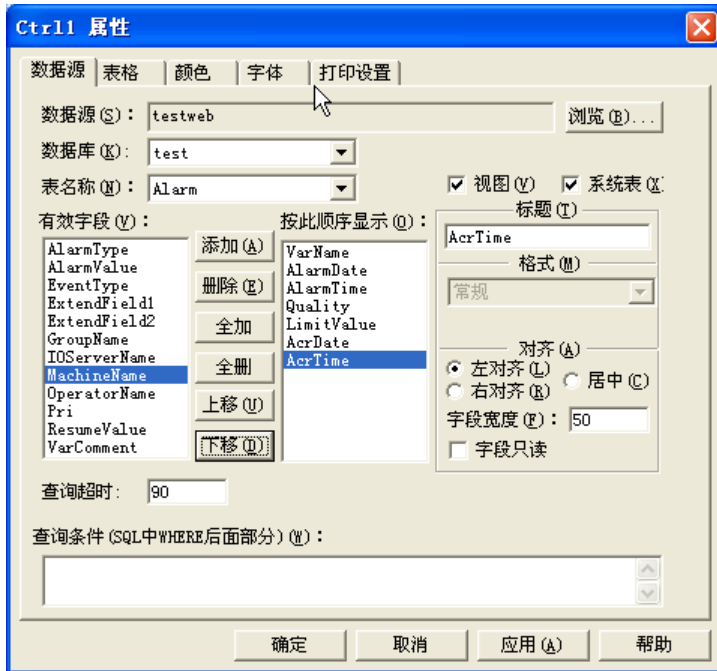 Ctrl1 属性
数据源 表格 颜色 字体 打印设置
数据源(S): testweb 浏览(B)...
数据库(K): test
表名称(N): Alarm 视图(V) 系统表(X
有效字段(V): 按此顺序显示(O): 标题(T)
AlarmType
AlarmValue
EventType
ExtendField1
ExtendField2
GroupName
IOServerName
MachineName
OperatorName
Pri
ResumeValue
VarComment
添加(A)
删除(E)
全加
全删
上移(U)
下移(D)
VarName
AlarmDate
AlarmTime
Quality
LimitValue
AcrDate
AcrTime
AcrTime
格式(M)
常规
对齐(A)
左对齐(L)
右对齐(R)
居中(C)
字段宽度(F): 50
字段只读
查询超时: 90
查询条件(SQL中WHERE后面部分)(W):
确定 取消 应用(A) 帮助